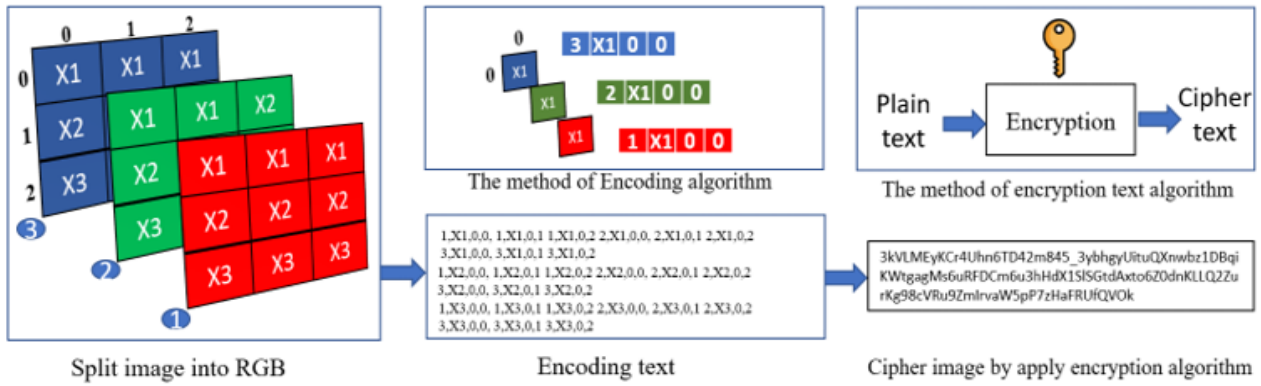 0 1 2
0 X1 X1 X1
1 X2
2 X3
3
X1 X1 X2
X2
X3
2
X1 X1 X1
X2 X2 X2
X3 X3 X3
1
Split image into RGB
0
0 X1
X1
X1
3 X1 0 0
2 X1 0 0
1 X1 0 0
The method of Encoding algorithm
1,X1,0,0, 1,X1,0,1 1,X1,0,2 2,X1,0,0, 2,X1,0,1 2,X1,0,2
3,X1,0,0, 3,X1,0,1 3,X1,0,2
1,X2,0,0, 1,X2,0,1 1,X2,0,2 2,X2,0,0, 2,X2,0,1 2,X2,0,2
3,X2,0,0, 3,X2,0,1 3,X2,0,2
1,X3,0,0, 1,X3,0,1 1,X3,0,2 2,X3,0,0, 2,X3,0,1 2,X3,0,2
3,X3,0,0, 3,X3,0,1 3,X3,0,2
Encoding text
Plain
text
Encryption
Cipher
text
The method of encryption text algorithm
3kVLMEyKCr4Uhn6TD42m845_3ybhgyUituQXnwbz1DBqi
KWtgagMs6uRFDCm6u3hHdX1SlSGtdAxto6Z0dnKLLQ2Zu
rKg98cVRu9ZmIrvaW5pP7zHaFRUfQVOk
Cipher image by apply encryption algorithm